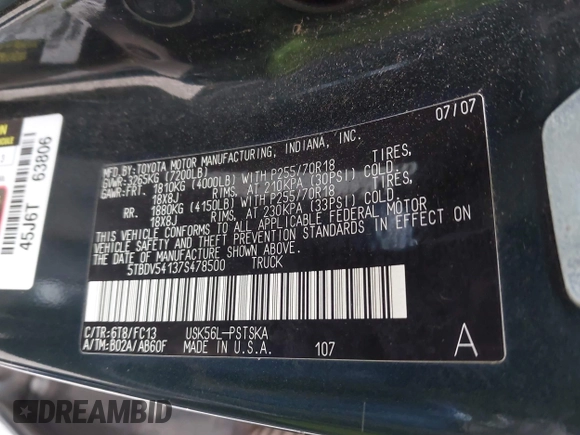 07/07
MFD.BY:
TOYOTA MOTOR MANUFACTURING, INDIANA, INC.
GVWR:3265KG (7200LB)
GAWR:FRT. 1810KG (4000LB) WITH P255/70R18 TIRES,
18X8J RIMS, AT 210KPA (30PSI) COLD
RR. 1880KG (4150LB) WITH P255/70R18 TIRES,
18X8J RIMS, AT 230KPA (33PSI) COLD
THIS VEHICLE CONFORMS TO ALL APPLICABLE FEDERAL MOTOR
VEHICLE SAFETY AND THEFT PREVENTION STANDARDS IN EFFECT ON
THE DATE OF MANUFACTURE SHOWN ABOVE.
5TBDV54137S478500 TRUCK
C/TR:6T8/FC13 USK56L-PSTSKA
A/TM:B02A/AB60F MADE IN U.S.A. 107 A
45J6T 63806
DREAMBID